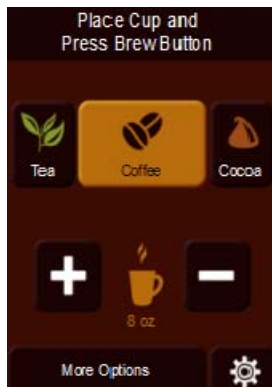 Place Cup and
Press Brew Button
Tea Coffee Cocoa
8 oz
More Options